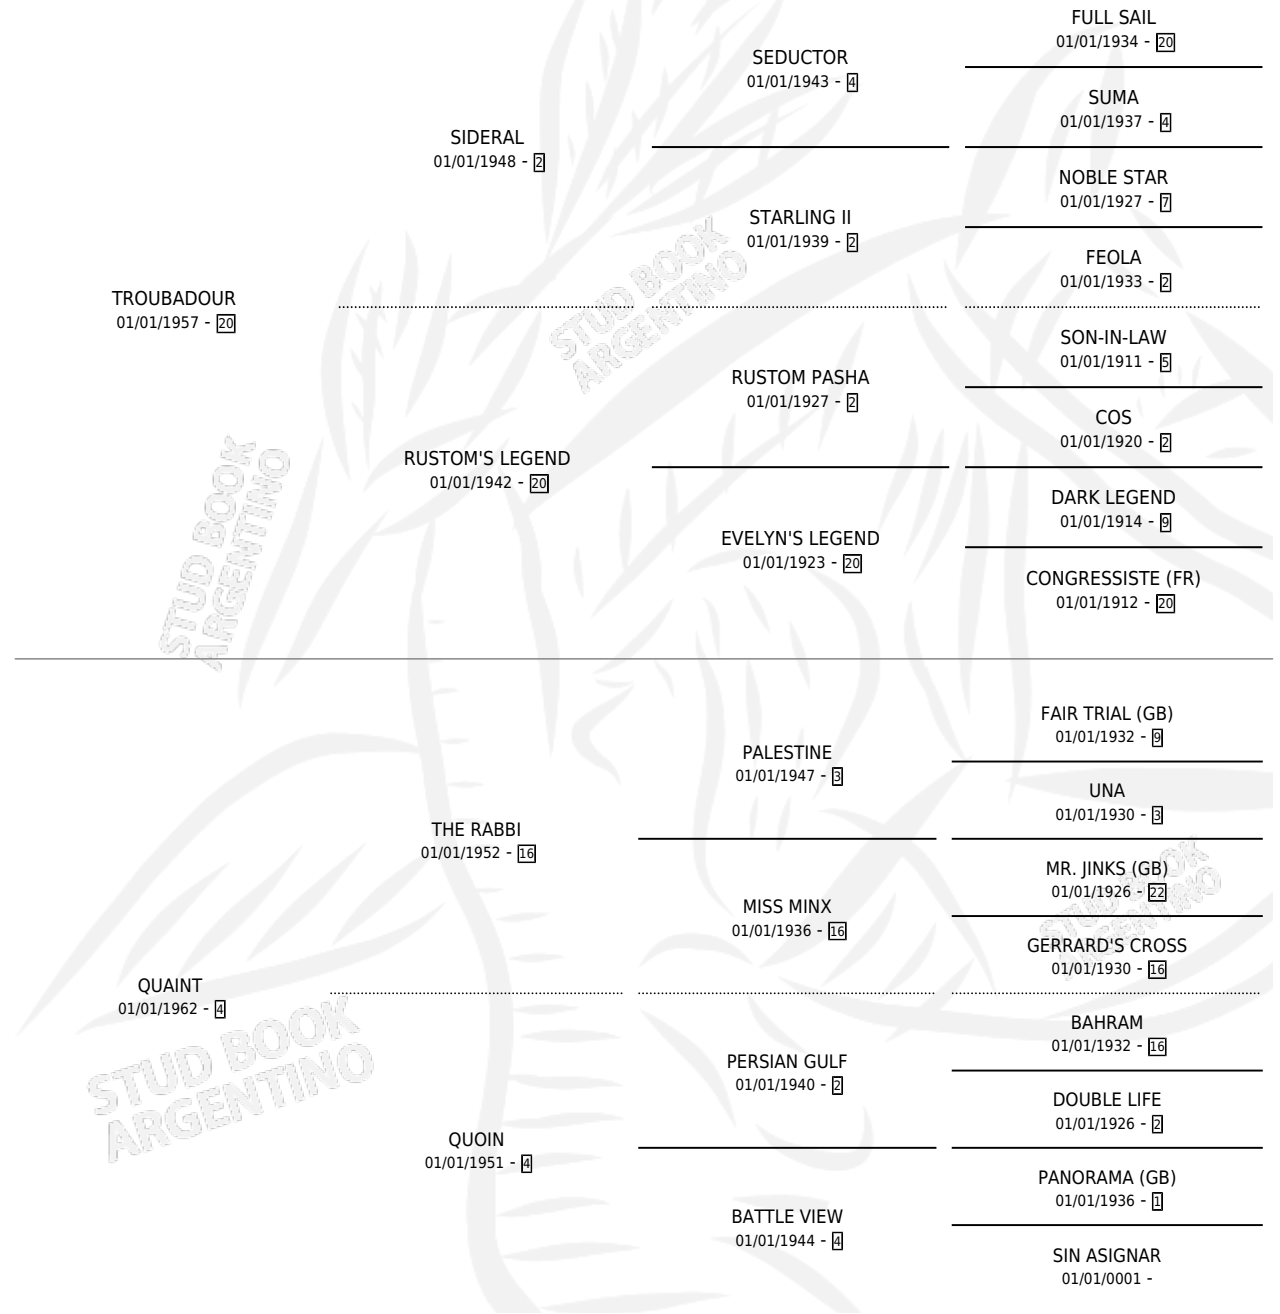 FULL SAIL
01/01/1934 - 20
SEDUCTOR
01/01/1943 - 4
SUMA
01/01/1937 - 4
SIDERAL
01/01/1948 - 2
NOBLE STAR
01/01/1927 - 7
STARLING II
01/01/1939 - 2
FEOLA
01/01/1933 - 2
TROUBADOUR
01/01/1957 - 20
SON-IN-LAW
01/01/1911 - 5
RUSTOM PASHA
01/01/1927 - 2
COS
01/01/1920 - 2
RUSTOM'S LEGEND
01/01/1942 - 20
DARK LEGEND
01/01/1914 - 9
EVELYN'S LEGEND
01/01/1923 - 20
CONGRESSISTE (FR)
01/01/1912 - 20
STUD BOOK
ARGENTINO
STUD BOOK
ARGENTINO
FAIR TRIAL (GB)
01/01/1932 - 9
PALESTINE
01/01/1947 - 3
UNA
01/01/1930 - 3
THE RABBI
01/01/1952 - 16
MR. JINKS (GB)
01/01/1926 - 22
MISS MINX
01/01/1936 - 16
GERRARD'S CROSS
01/01/1930 - 16
QUAINT
01/01/1962 - 4
BAHRAM
01/01/1932 - 16
PERSIAN GULF
01/01/1940 - 2
DOUBLE LIFE
01/01/1926 - 2
QUOIN
01/01/1951 - 4
PANORAMA (GB)
01/01/1936 - 1
BATTLE VIEW
01/01/1944 - 4
SIN ASIGNAR
01/01/0001 -
STUD BOOK
ARGENTINO
STUD BOOK
ARGENTINO